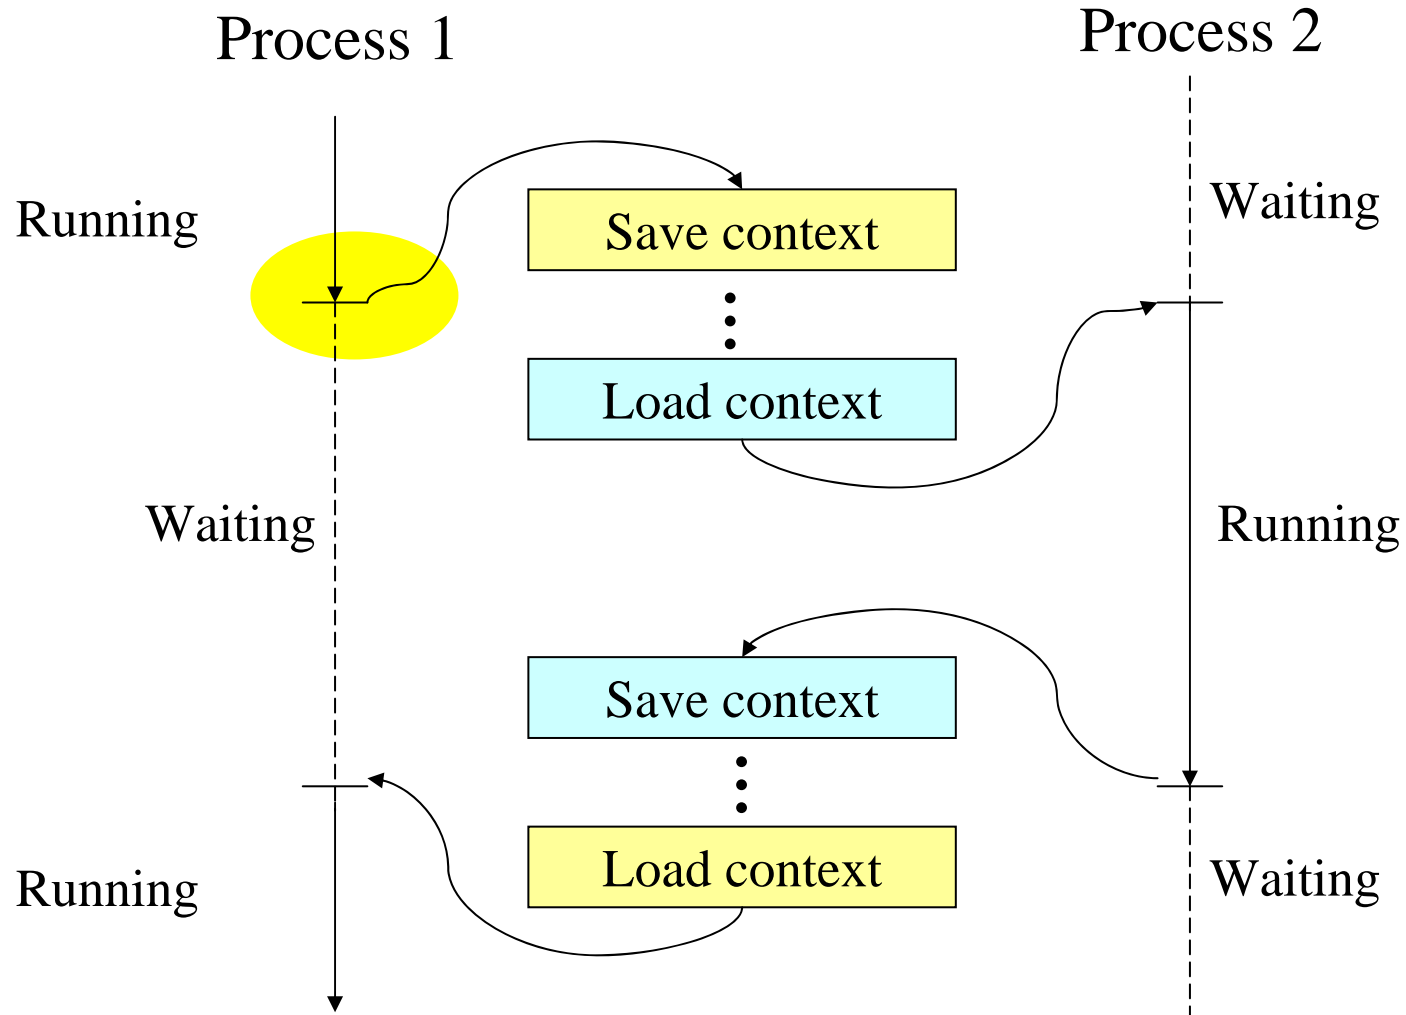 Process 1
Process 2
Running
Waiting
Save context
Load context
Waiting
Running
Save context
Load context
Running
Waiting